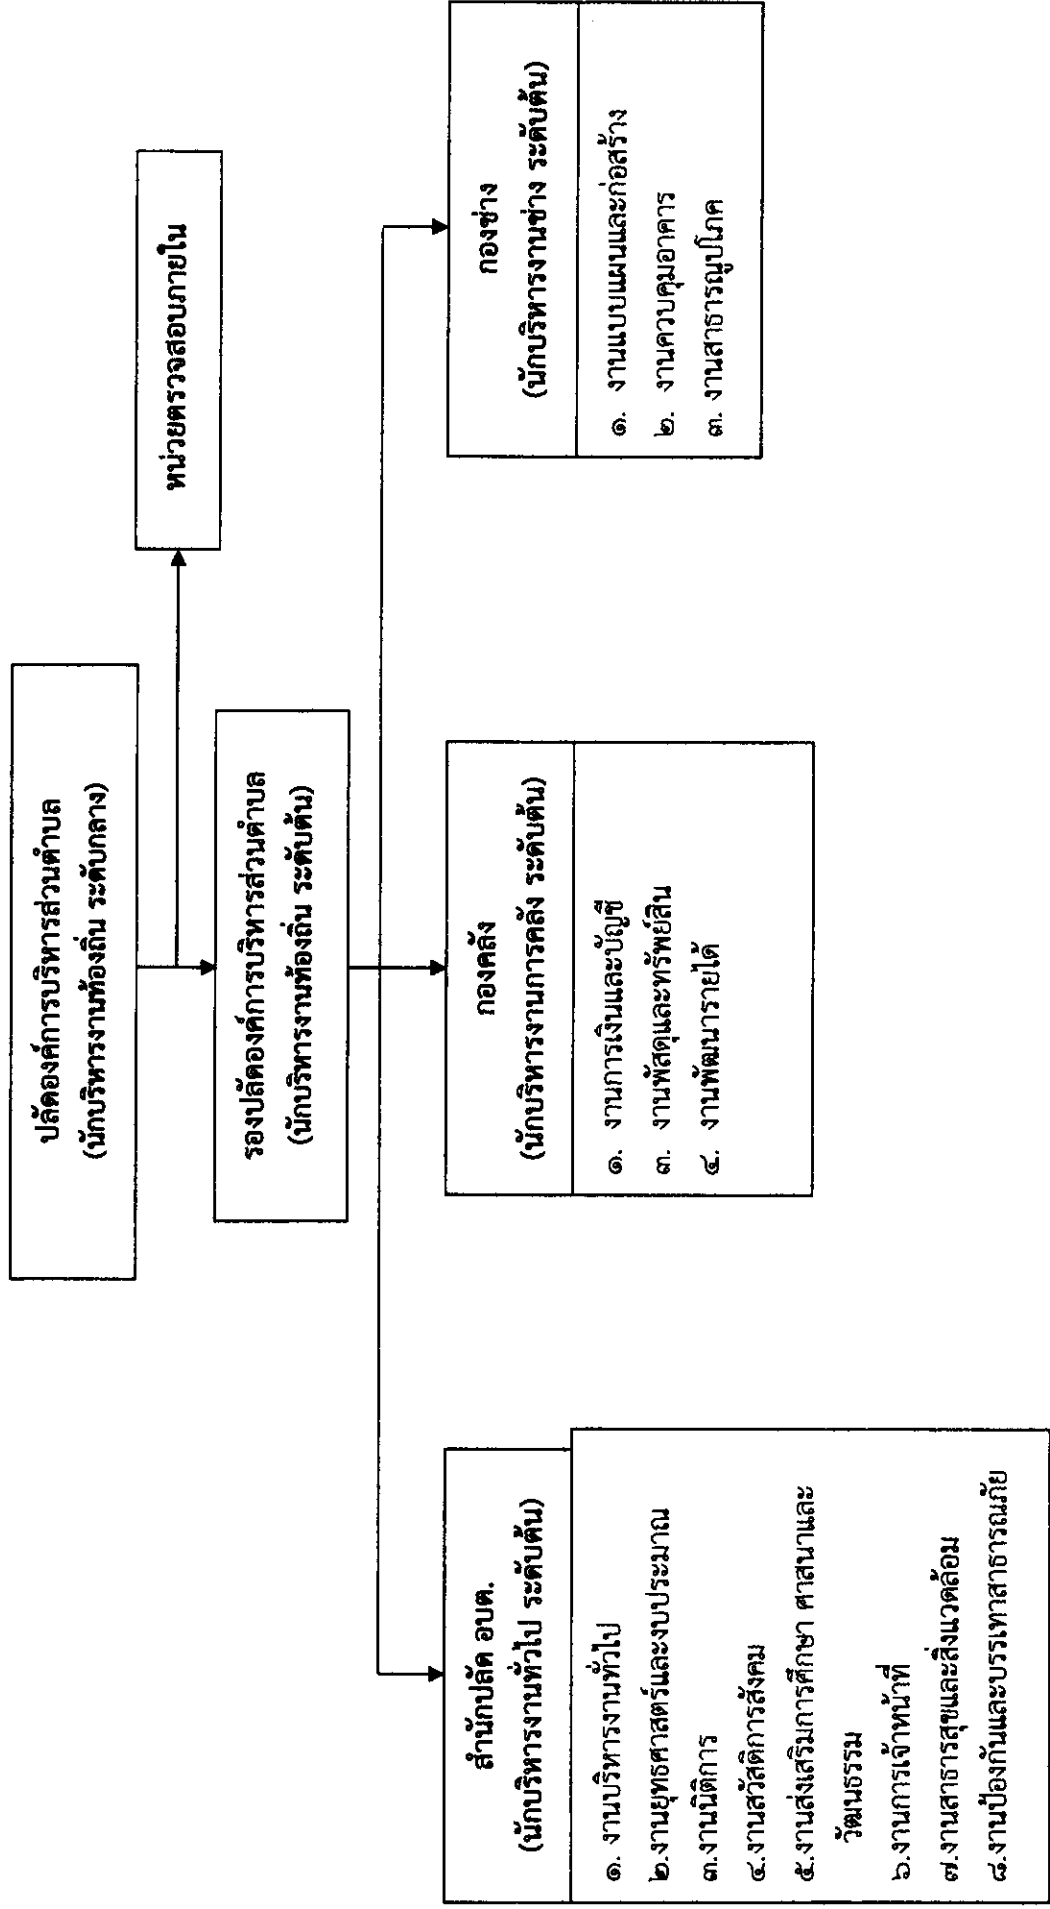 ปลัดองค์การบริหารส่วนตำบล
(นักบริหารงานท้องถิ่น ระดับกลาง)
หน่วยตรวจสอบภายใน
รองปลัดองค์การบริหารส่วนตำบล
(นักบริหารงานท้องถิ่น ระดับต้น)
สำนักปลัด อบต.
(นักบริหารงานทั่วไป ระดับต้น)
๑. งานบริหารงานทั่วไป
๒.งานยุทธศาสตร์และงบประมาณ
๓.งานนิติการ
๔.งานสวัสดิการสังคม
๕.งานส่งเสริมการศึกษา ศาสนาและ
วัฒนธรรม
๖.งานการเจ้าหน้าที่
๗.งานสาธารสุขและสิ่งแวดล้อม
๘.งานป้องกันและบรรเทาสาธารณภัย
กองคลัง
(นักบริหารงานการคลัง ระดับต้น)
๑. งานการเงินและบัญชี
๓. งานพัสดุและทรัพย์สิน
๔. งานพัฒนารายได้
กองช่าง
(นักบริหารงานช่าง ระดับต้น)
๑. งานแบบแผนและก่อสร้าง
๒. งานควบคุมอาคาร
๓. งานสาธารณูปโภค